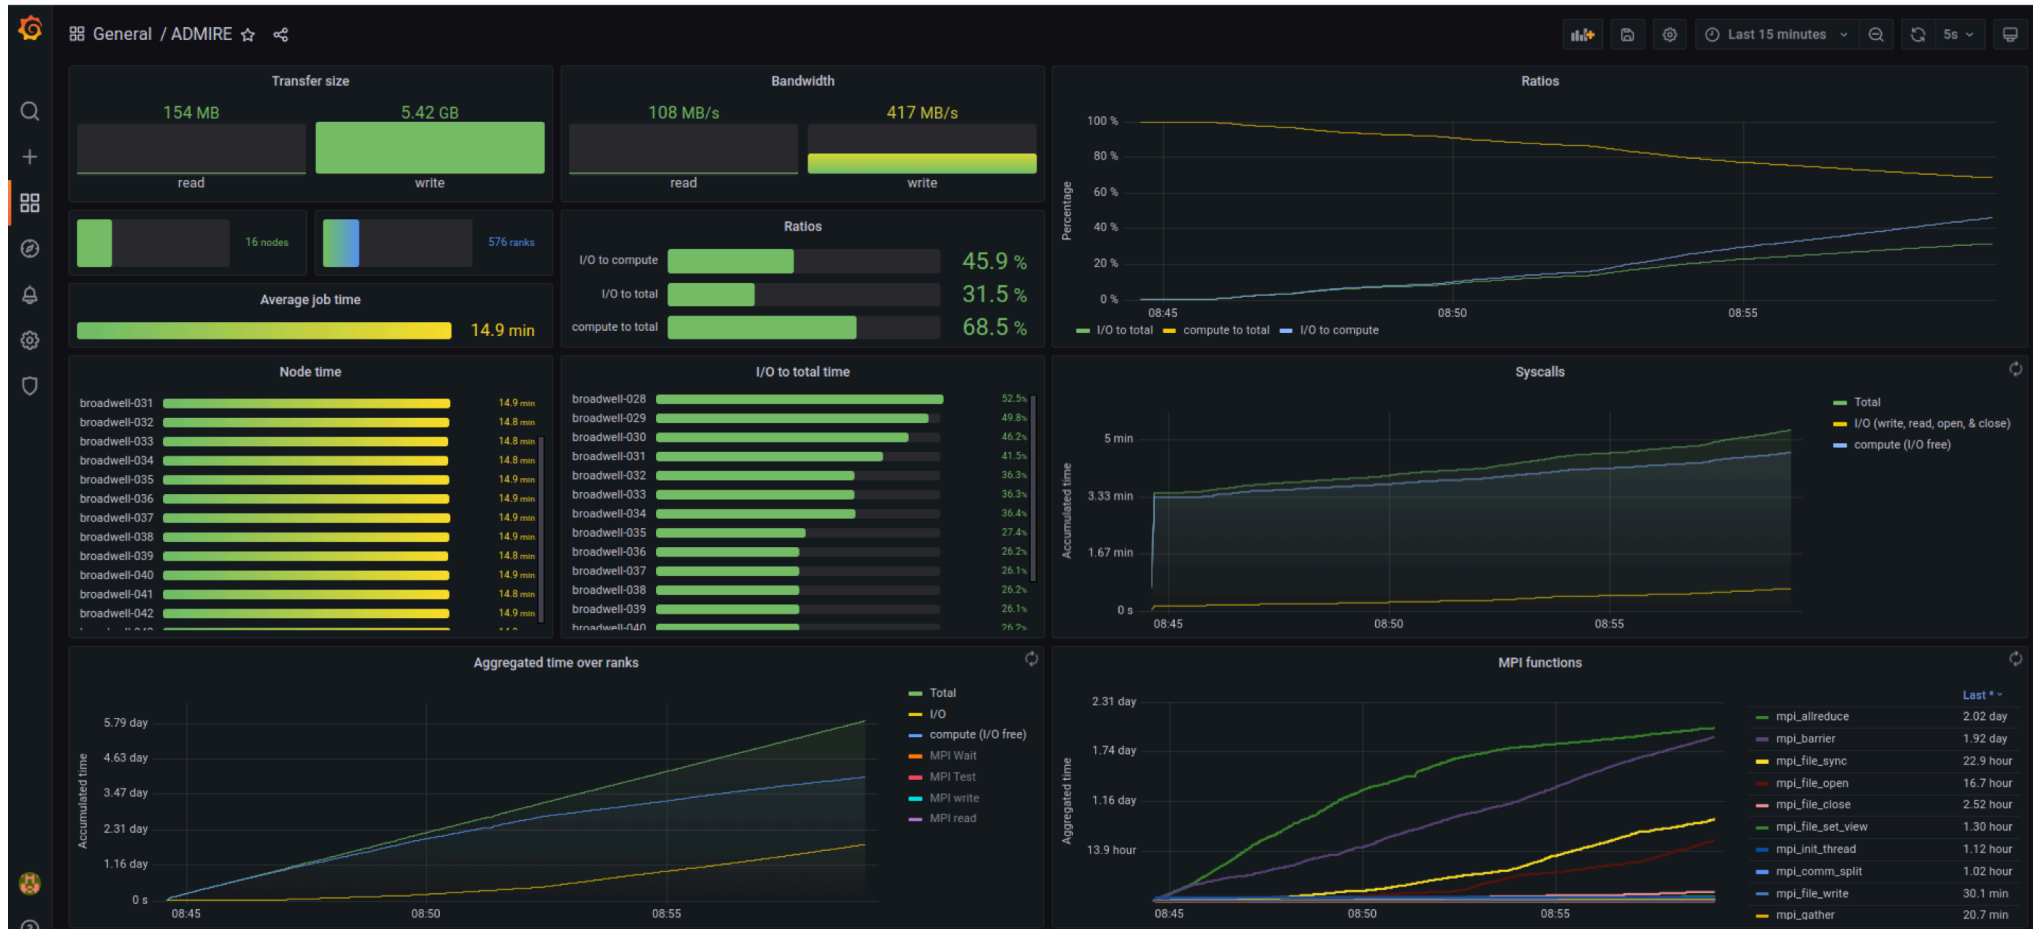 General / ADMIRE
Last 15 minutes
5s
Transfer size
154 MB
5.42 GB
read
write
Bandwidth
108 MB/s
417 MB/s
read
write
16 nodes
576 ranks
Average job time
14.9 min
Ratios
I/O to compute 45.9 %
I/O to total 31.5 %
compute to total 68.5 %
Ratios
Percentage
100 %
80 %
60 %
40 %
20 %
0 %
08:45 08:50 08:55
I/O to total compute to total I/O to compute
Node time
broadwell-031 14.9 min
broadwell-032 14.8 min
broadwell-033 14.8 min
broadwell-034 14.8 min
broadwell-035 14.9 min
broadwell-036 14.9 min
broadwell-037 14.9 min
broadwell-038 14.9 min
broadwell-039 14.8 min
broadwell-040 14.9 min
broadwell-041 14.8 min
broadwell-042 14.9 min
I/O to total time
broadwell-028 52.5%
broadwell-029 49.8%
broadwell-030 46.2%
broadwell-031 41.5%
broadwell-032 36.3%
broadwell-033 36.3%
broadwell-034 36.4%
broadwell-035 27.4%
broadwell-036 26.2%
broadwell-037 26.1%
broadwell-038 26.2%
broadwell-039 26.1%
broadwell-040 26.2%
Syscalls
Accumulated time
5 min
3.33 min
1.67 min
0 s
08:45 08:50 08:55
Total
I/O (write, read, open, & close)
compute (I/O free)
Aggregated time over ranks
Accumulated time
5.79 day
4.63 day
3.47 day
2.31 day
1.16 day
0 s
08:45 08:50 08:55
Total
I/O
compute (I/O free)
MPI Wait
MPI Test
MPI write
MPI read
MPI functions
Aggregated time
2.31 day
1.74 day
1.16 day
13.9 hour
08:45 08:50 08:55
Last *
mpi_allreduce 2.02 day
mpi_barrier 1.92 day
mpi_file_sync 22.9 hour
mpi_file_open 16.7 hour
mpi_file_close 2.52 hour
mpi_file_set_view 1.30 hour
mpi_init_thread 1.12 hour
mpi_comm_split 1.02 hour
mpi_file_write 30.1 min
mpi_gather 20.7 min